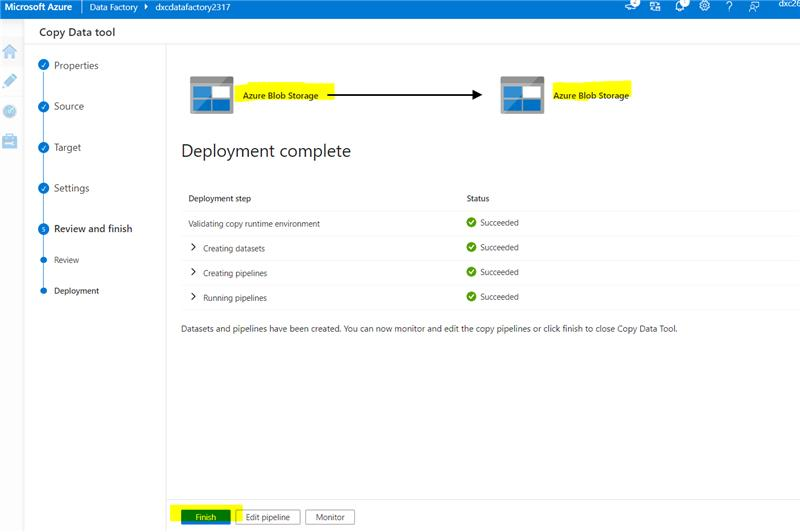 Microsoft Azure Data Factory dxcdatafactory2317 dxc26
Copy Data tool
Properties
Source
Target
Settings
5 Review and finish
Review
Deployment
Azure Blob Storage Azure Blob Storage
Deployment complete
Deployment step Status
Validating copy runtime environment Succeeded
Creating datasets Succeeded
Creating pipelines Succeeded
Running pipelines Succeeded
Datasets and pipelines have been created. You can now monitor and edit the copy pipelines or click finish to close Copy Data Tool.
Finish Edit pipeline Monitor